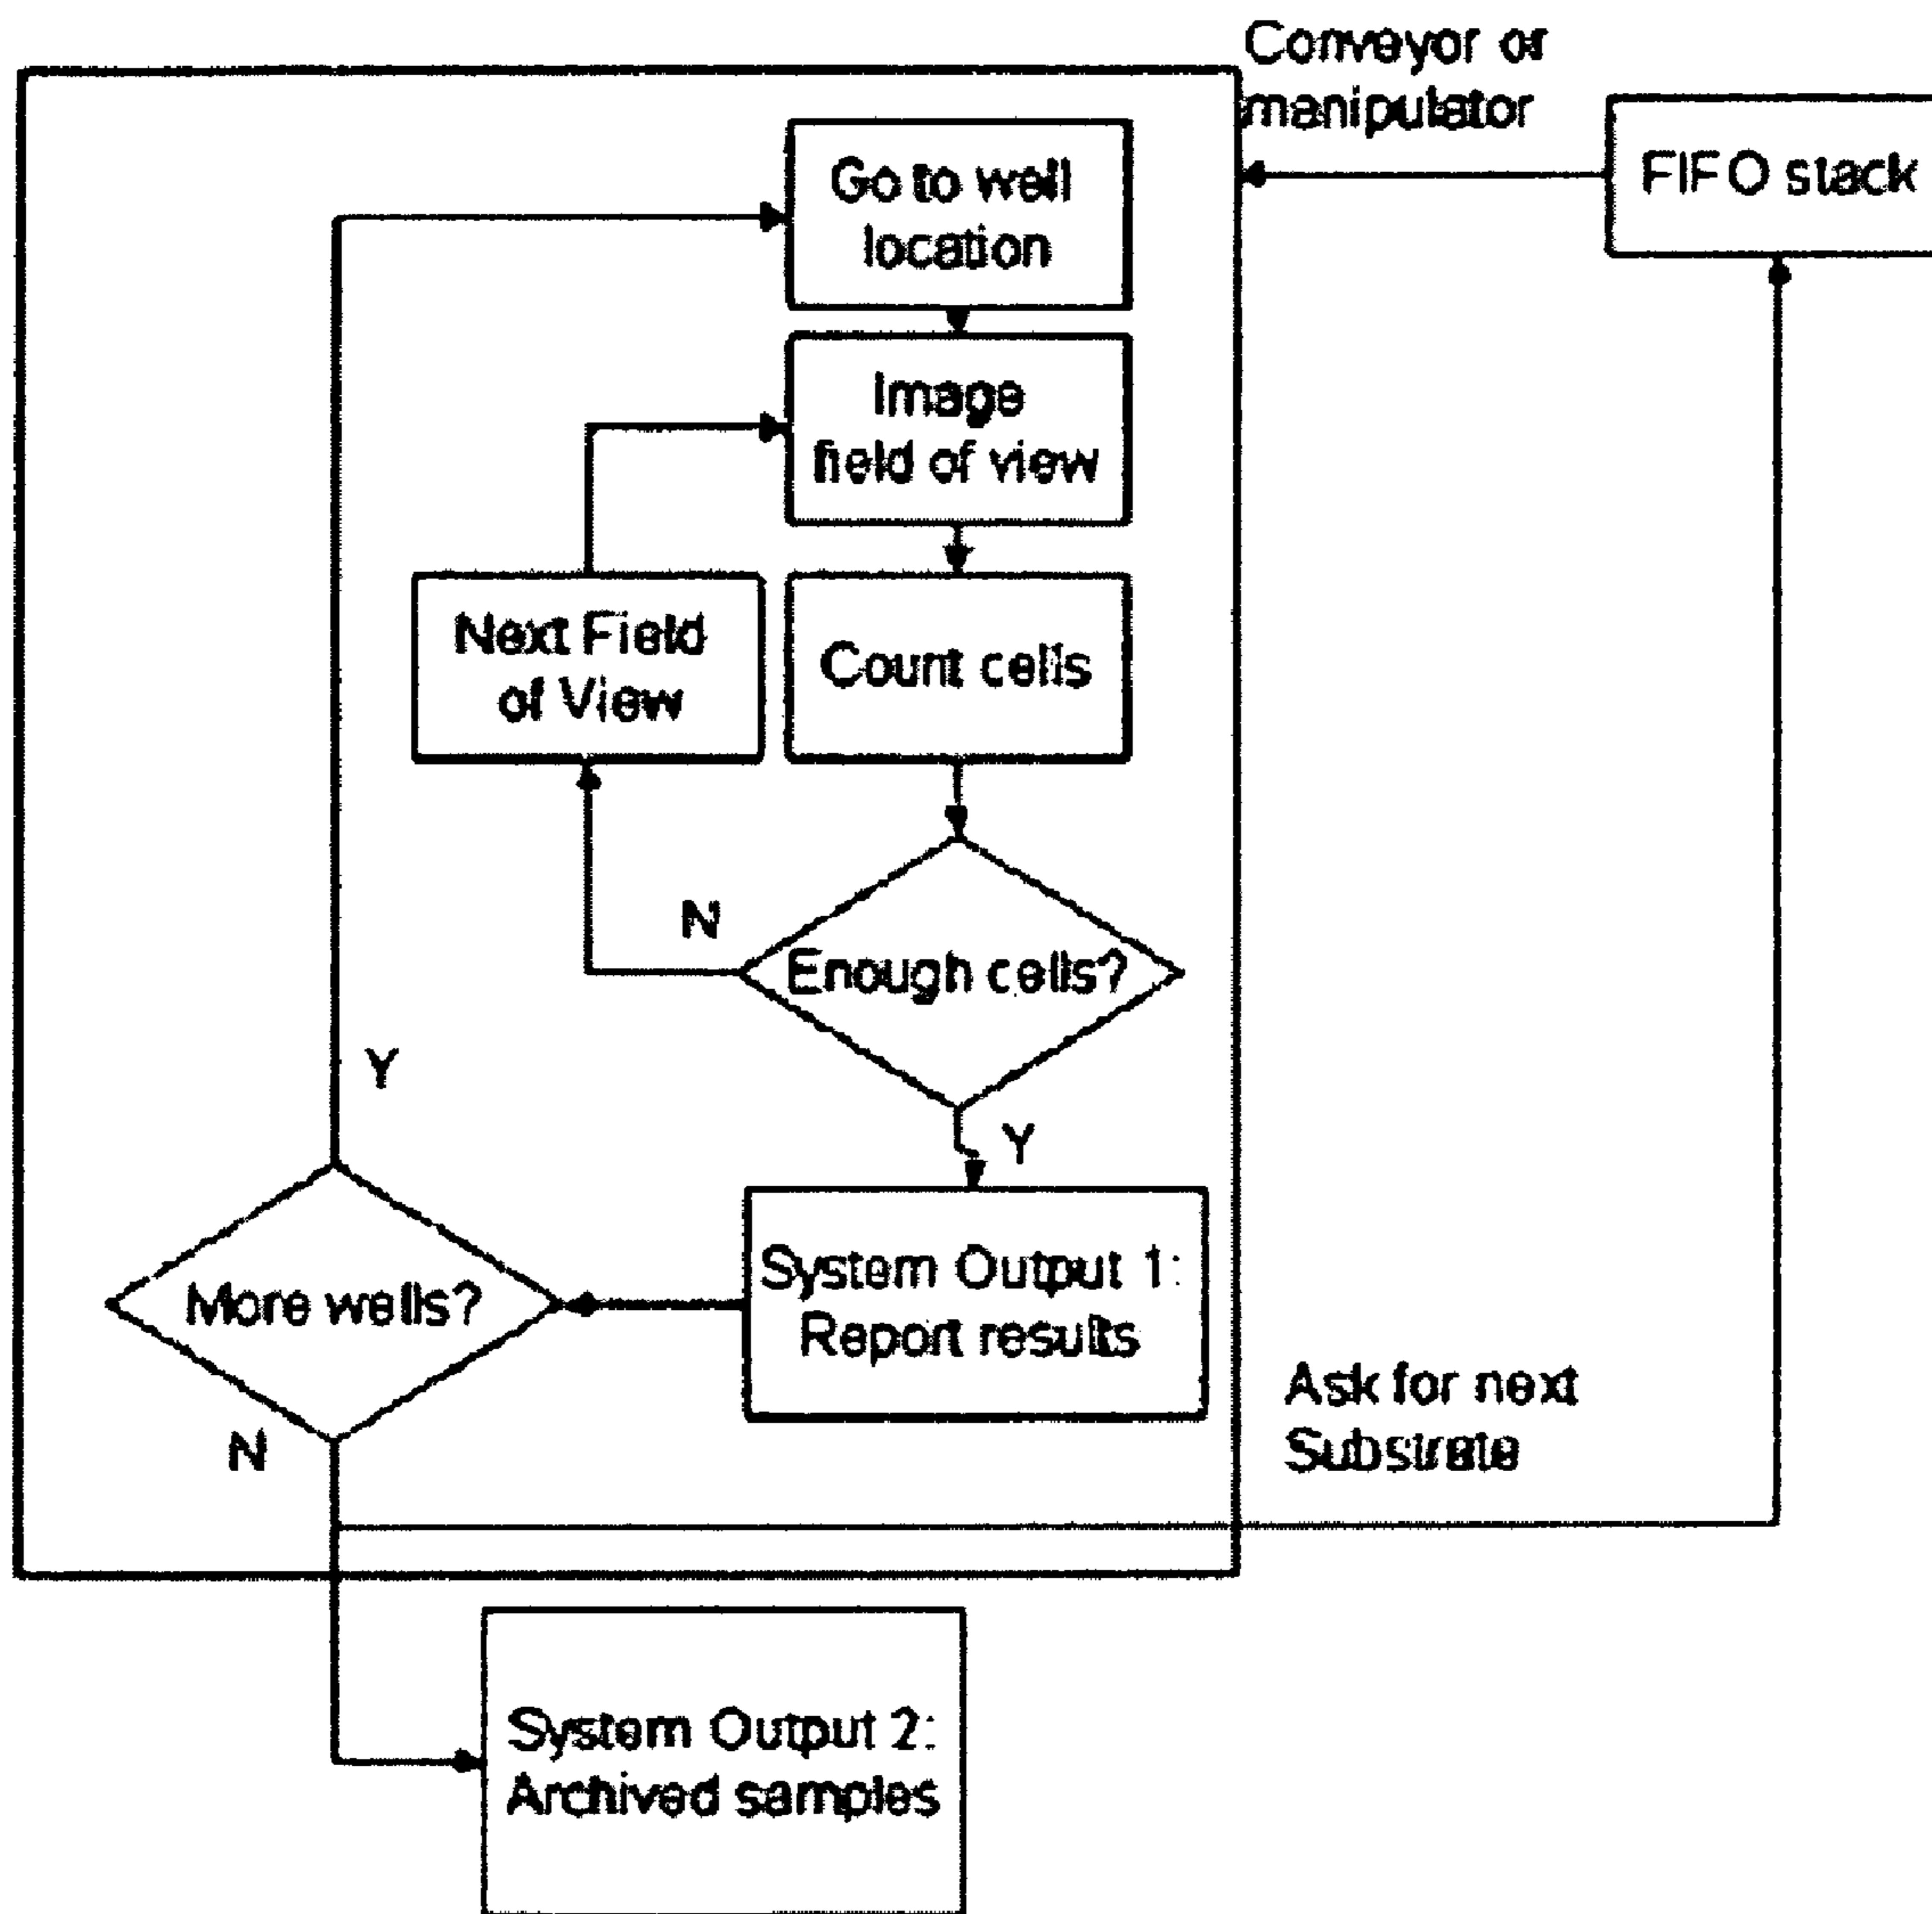 Conveyor or
manipulator
FIFO stack
Go to well
location
Image
field of view
Next Field
of View
Count cells
N
Enough cells?
Y
Y
More wells?
System Output 1:
Report results
N
Ask for next
Substrate
System Output 2:
Archived samples